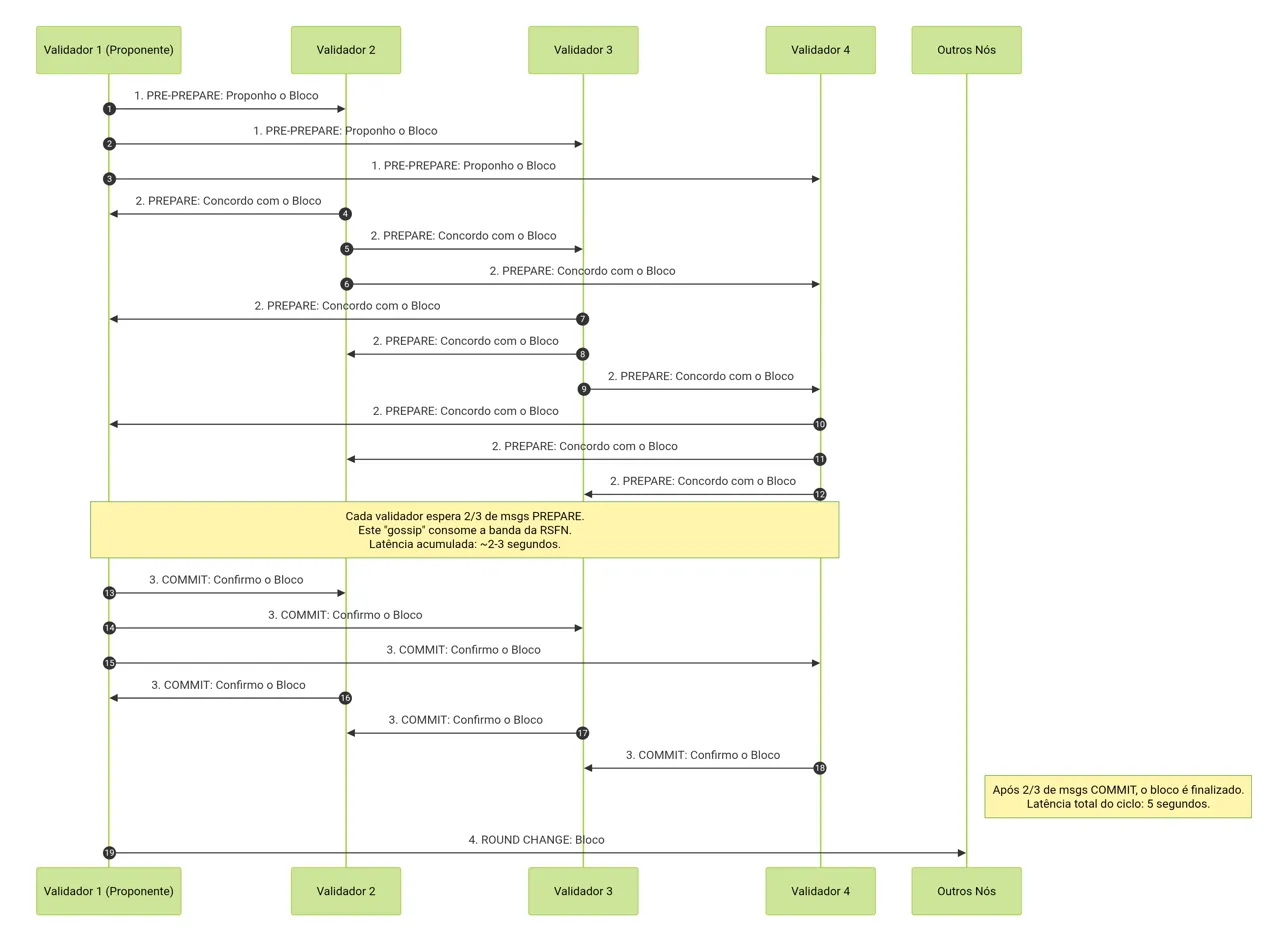 Validador 1 (Proponente)
Validador 2
Validador 3
Validador 4
Outros Nós
1. PRE-PREPARE: Proponho o Bloco
1
1. PRE-PREPARE: Proponho o Bloco
2
1. PRE-PREPARE: Proponho o Bloco
3
2. PREPARE: Concordo com o Bloco
4
2. PREPARE: Concordo com o Bloco
5
2. PREPARE: Concordo com o Bloco
6
2. PREPARE: Concordo com o Bloco
7
2. PREPARE: Concordo com o Bloco
8
2. PREPARE: Concordo com o Bloco
9
2. PREPARE: Concordo com o Bloco
10
2. PREPARE: Concordo com o Bloco
11
2. PREPARE: Concordo com o Bloco
12
Cada validador espera 2/3 de msgs PREPARE.
Este "gossip" consome a banda da RSFN.
Latência acumulada: ~2-3 segundos.
3. COMMIT: Confirmo o Bloco
13
3. COMMIT: Confirmo o Bloco
14
3. COMMIT: Confirmo o Bloco
15
3. COMMIT: Confirmo o Bloco
16
3. COMMIT: Confirmo o Bloco
17
3. COMMIT: Confirmo o Bloco
18
Após 2/3 de msgs COMMIT, o bloco é finalizado.
Latência total do ciclo: 5 segundos.
4. ROUND CHANGE: Bloco
19
Validador 1 (Proponente)
Validador 2
Validador 3
Validador 4
Outros Nós